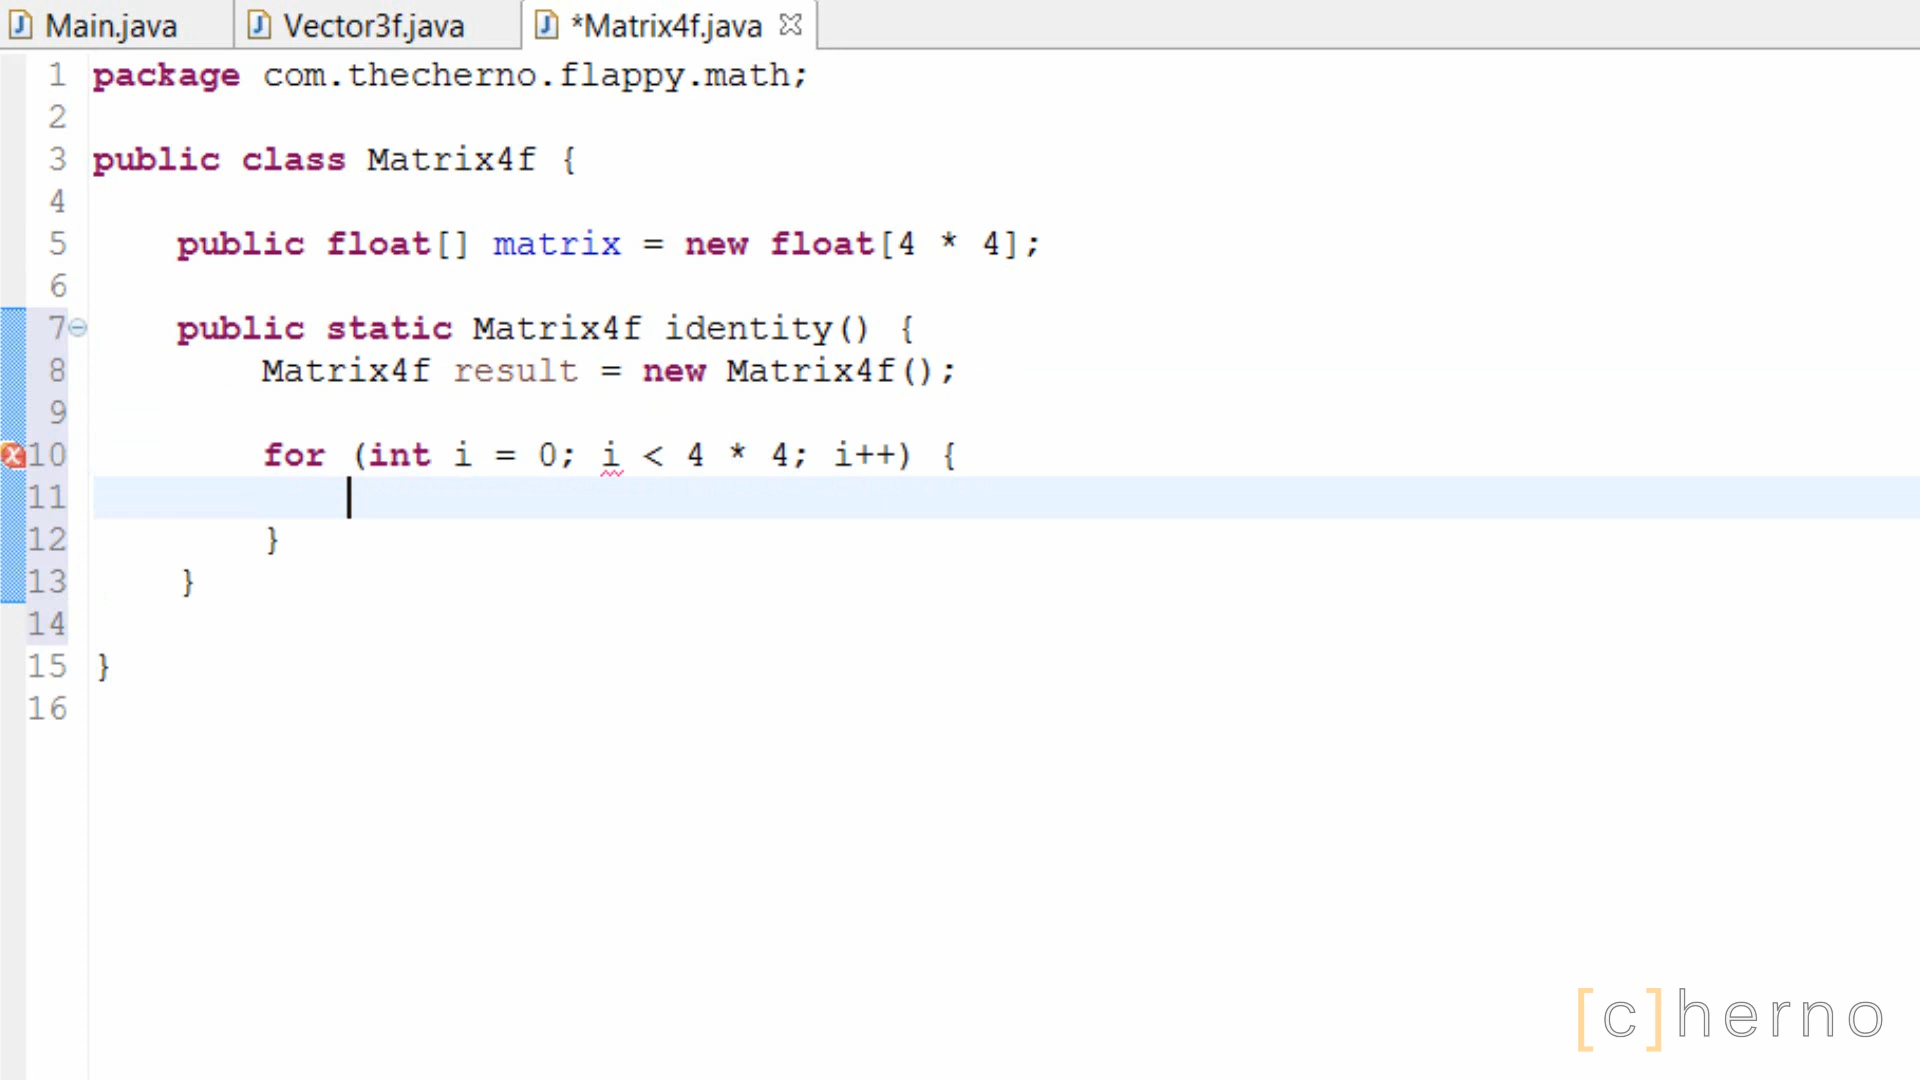 Main.java Vector3f.java *Matrix4f.java
1 package com.thecherno.flappy.math;
2
3 public class Matrix4f {
4
5 public float[] matrix = new float[4 * 4];
6
7 public static Matrix4f identity() {
8 Matrix4f result = new Matrix4f();
9
10 for (int i = 0; i < 4 * 4; i++) {
11
12 }
13 }
14
15 }
16
[c]herno